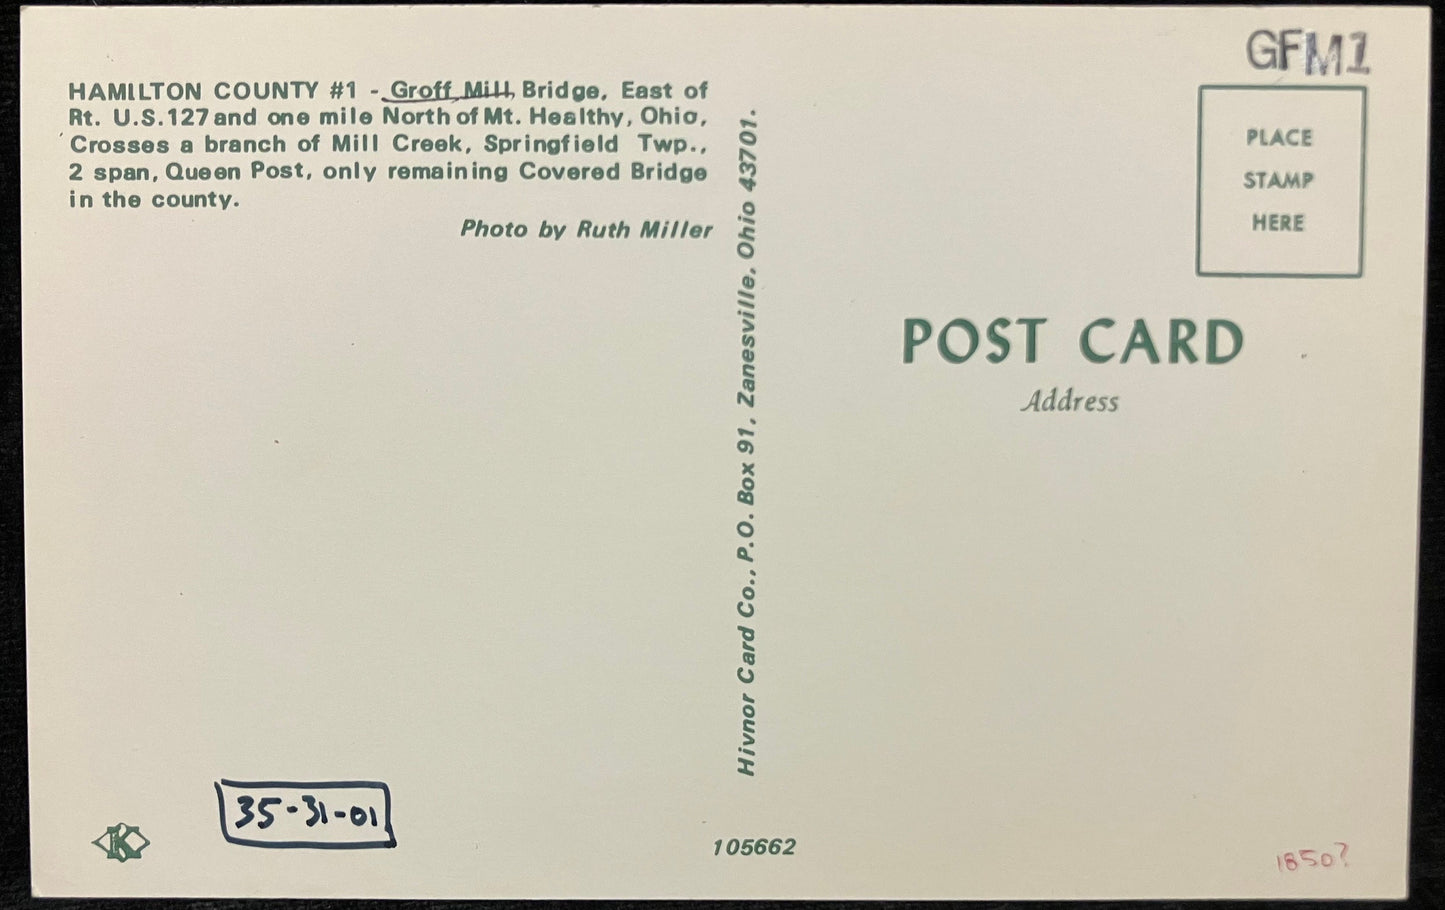 HAMILTON COUNTY #1 - Groff Mill, Bridge, East of
Rt. U.S.127 and one mile North of Mt. Healthy, Ohio,
Crosses a branch of Mill Creek, Springfield Twp.,
2 span, Queen Post, only remaining Covered Bridge
in the county.
Photo by Ruth Miller
35-31-01
K
Hivnor Card Co., P.O. Box 91, Zanesville, Ohio 43701.
105662
GFM1
PLACE
STAMP
HERE
POST CARD
Address
1850?